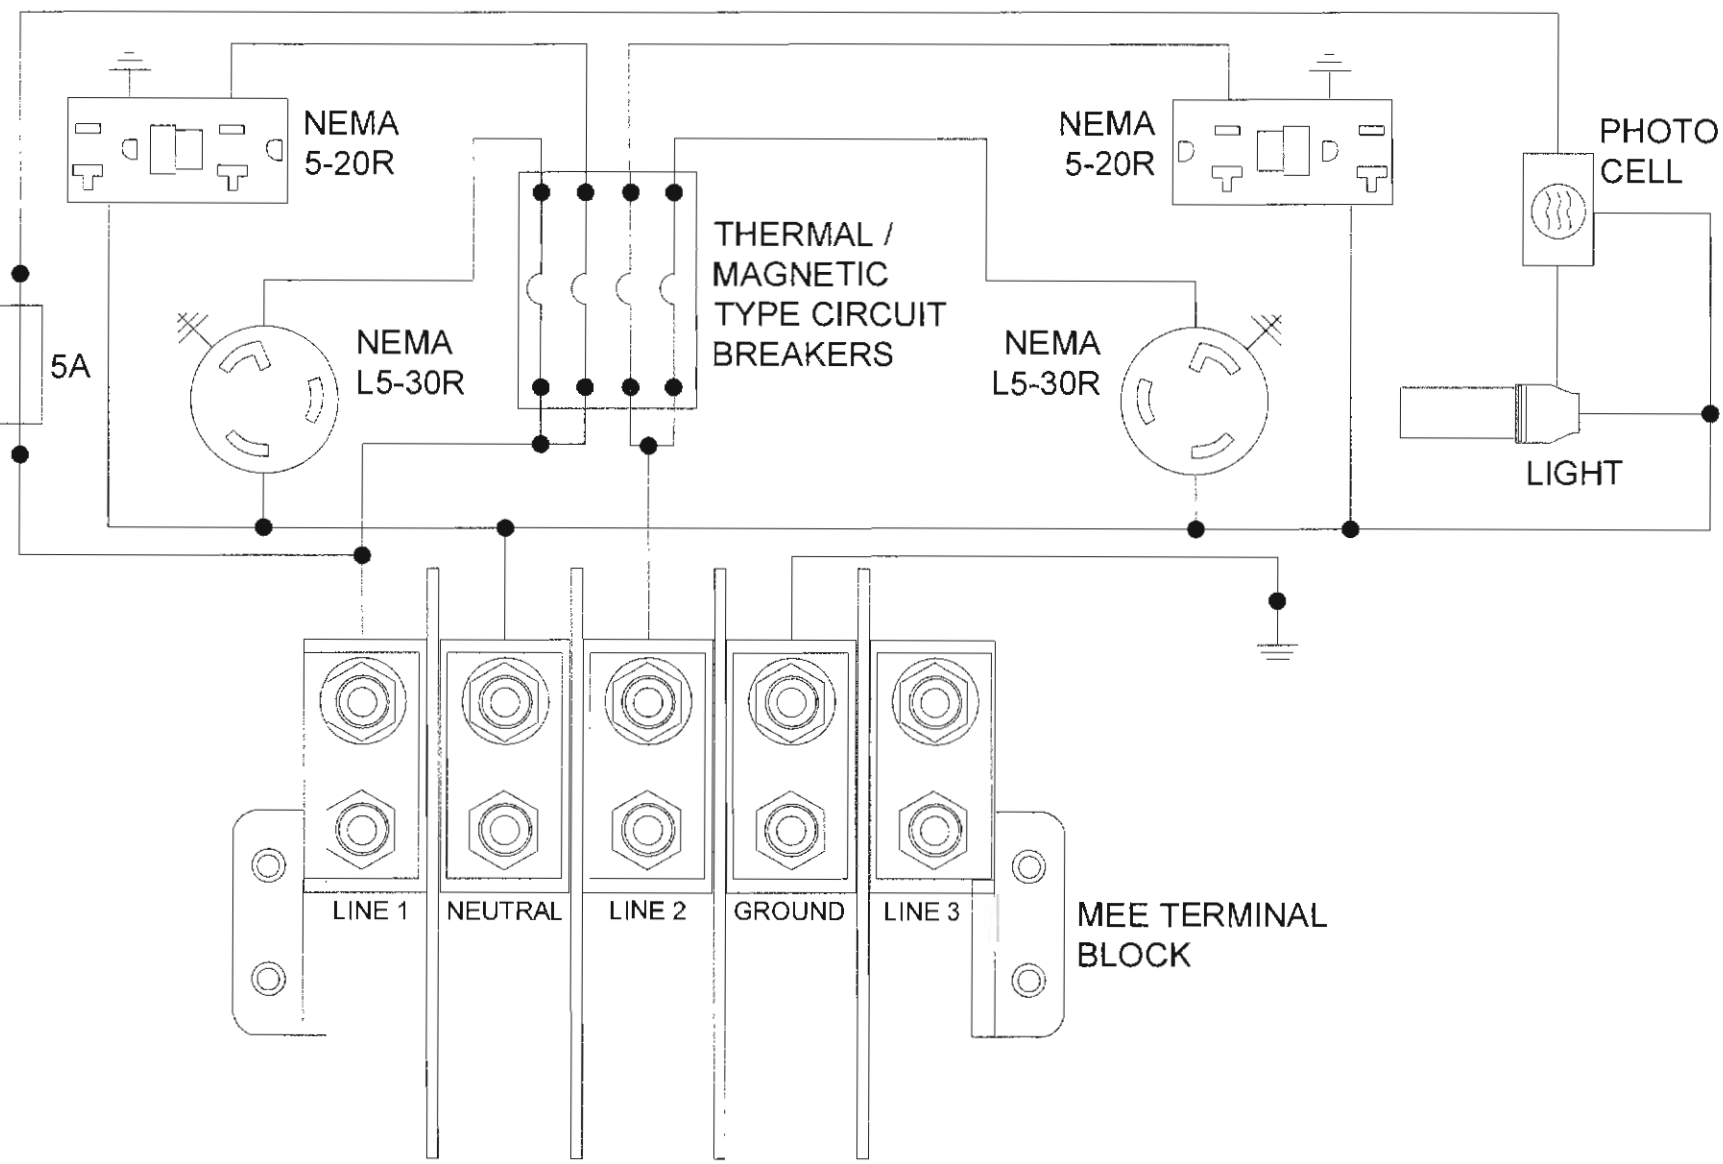 NEMA
5-20R
NEMA
5-20R
PHOTO
CELL
THERMAL /
MAGNETIC
TYPE CIRCUIT
BREAKERS
5A
NEMA
L5-30R
NEMA
L5-30R
LIGHT
LINE 1
NEUTRAL
LINE 2
GROUND
LINE 3
MEE TERMINAL
BLOCK